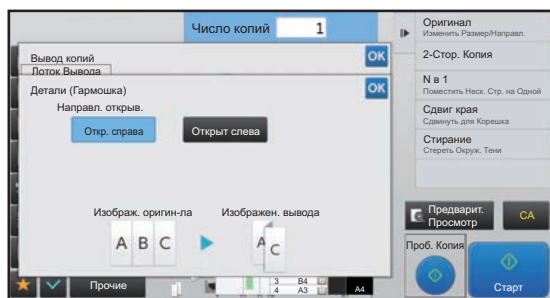 Число копий 1
Вывод копий
OK
Лоток Вывода
Детали (Гармошка)
OK
Направл. открыв.
Откр. справа
Открыт слева
Изображ. оригин-ла
Изображен. вывода
A B C
A
C
Прочие
3 B4
4 A3
A4
Оригинал
Изменить Размер/Направл.
2-Стор. Копия
N в 1
Поместить Неск. Стр. на Одной
Сдвиг края
Сдвинуть для Корешка
Стирание
Стереть Окруж. Тени
Предварит.
Просмотр
CA
Проб. Копия
Старт